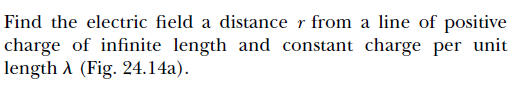 Find the electric field a distance r from a line of positive
charge of infinite length and constant charge per unit
length λ (Fig. 24.14a).